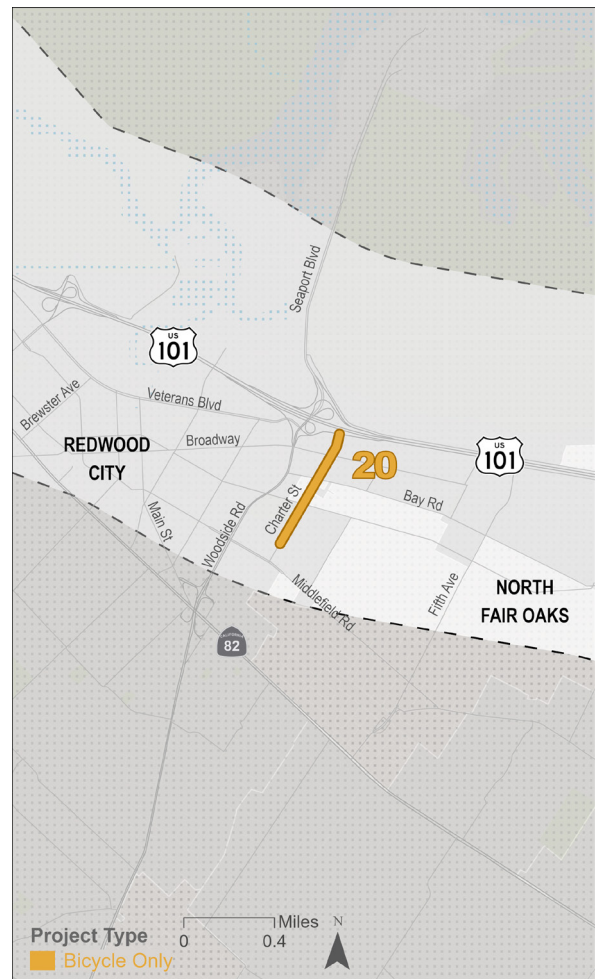 Seaport Blvd
US
101
Brewster Ave
Veterans Blvd
REDWOOD
CITY
Broadway
20
US
101
Bay Rd
Charter St
Main St
Woodside Rd
Middlefield Rd
Fifth Ave
NORTH
FAIR OAKS
CALIFORNIA
82
Project Type
Bicycle Only
Miles
0
0.4
N